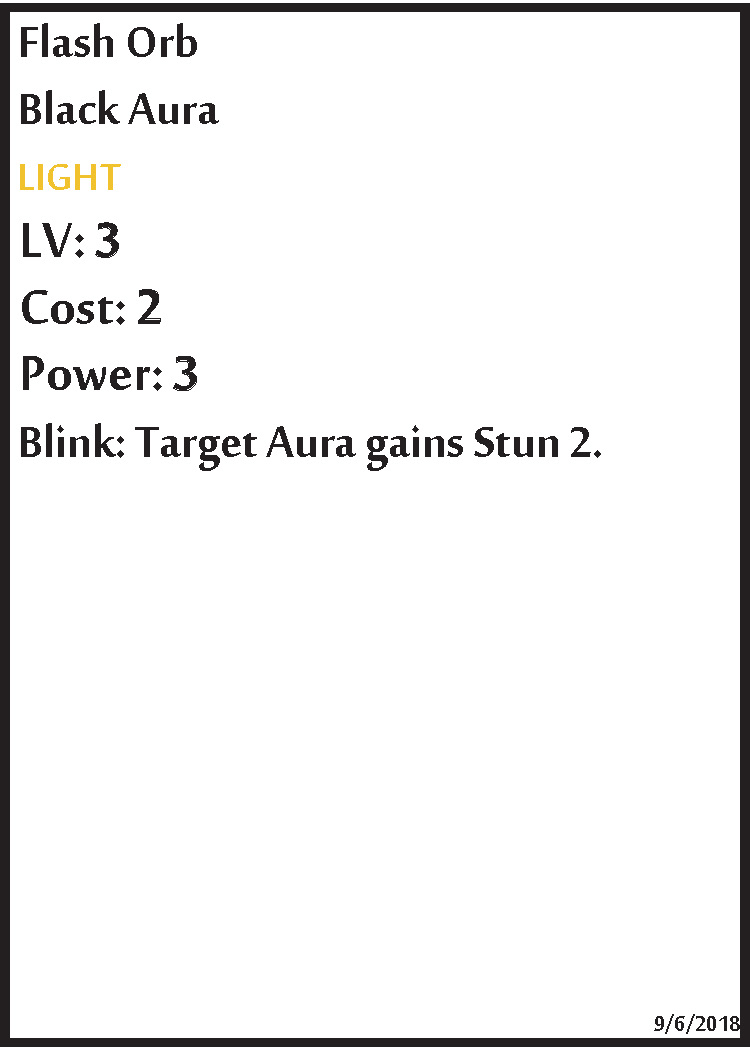 Flash Orb
Black Aura
LIGHT
LV: 3
Cost: 2
Power: 3
Blink: Target Aura gains Stun 2.
9/6/2018